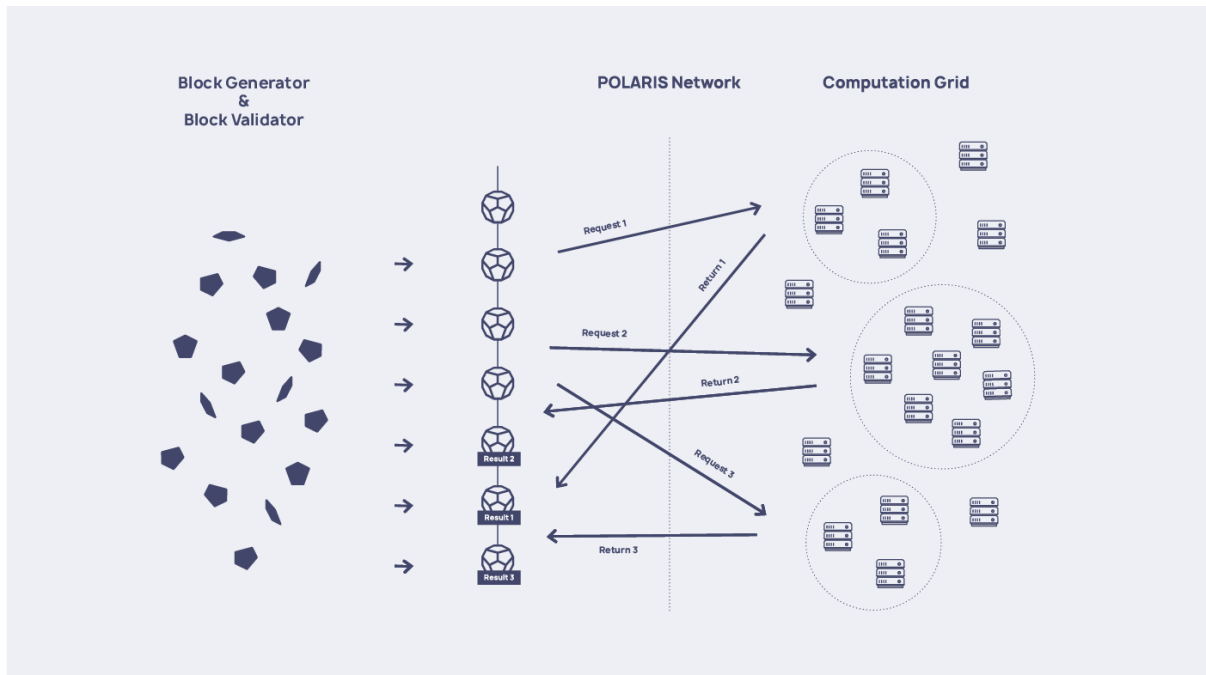 Block Generator
&
Block Validator
POLARIS Network
Computation Grid
Request 1
Return 1
Request 2
Return 2
Result 2
Request 3
Result 1
Return 3
Result 3